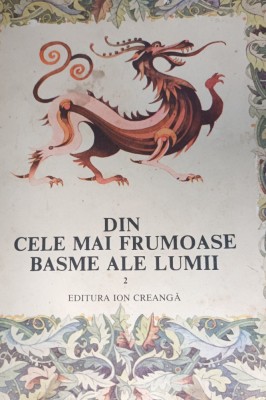 DIN
CELE MAI FRUMOASE
BASME ALE LUMII
2
EDITURA ION CREANGĂ